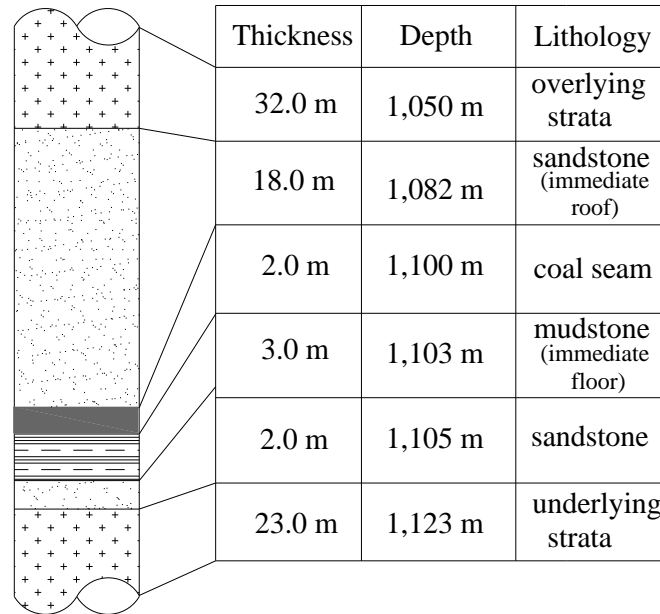 Thickness Depth Lithology
32.0 m 1,050 m overlying
strata
18.0 m 1,082 m sandstone
(immediate
roof)
2.0 m 1,100 m coal seam
3.0 m 1,103 m mudstone
(immediate
floor)
2.0 m 1,105 m sandstone
23.0 m 1,123 m underlying
strata